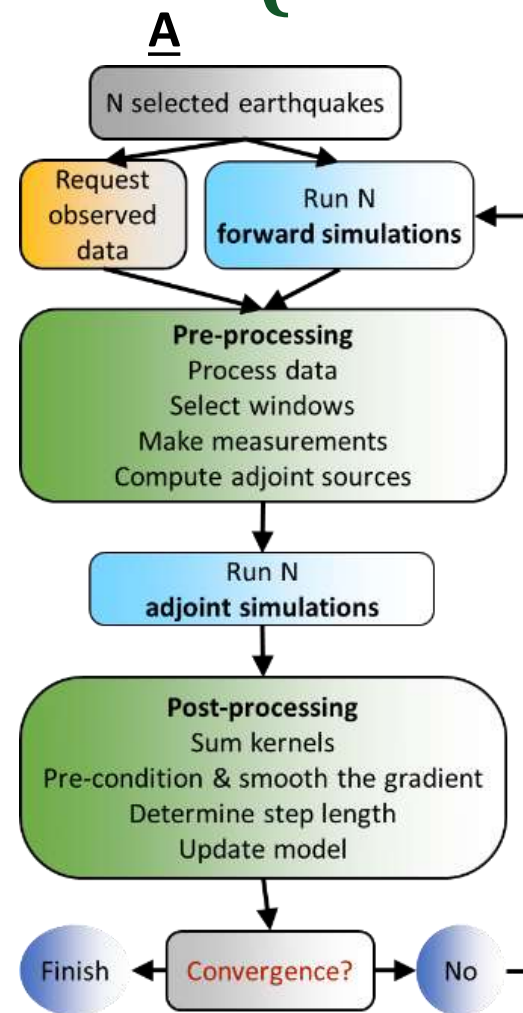 A
N selected earthquakes
Request
observed
data
Run N
forward simulations
Pre-processing
Process data
Select windows
Make measurements
Compute adjoint sources
Run N
adjoint simulations
Post-processing
Sum kernels
Pre-condition & smooth the gradient
Determine step length
Update model
Finish
Convergence?
No